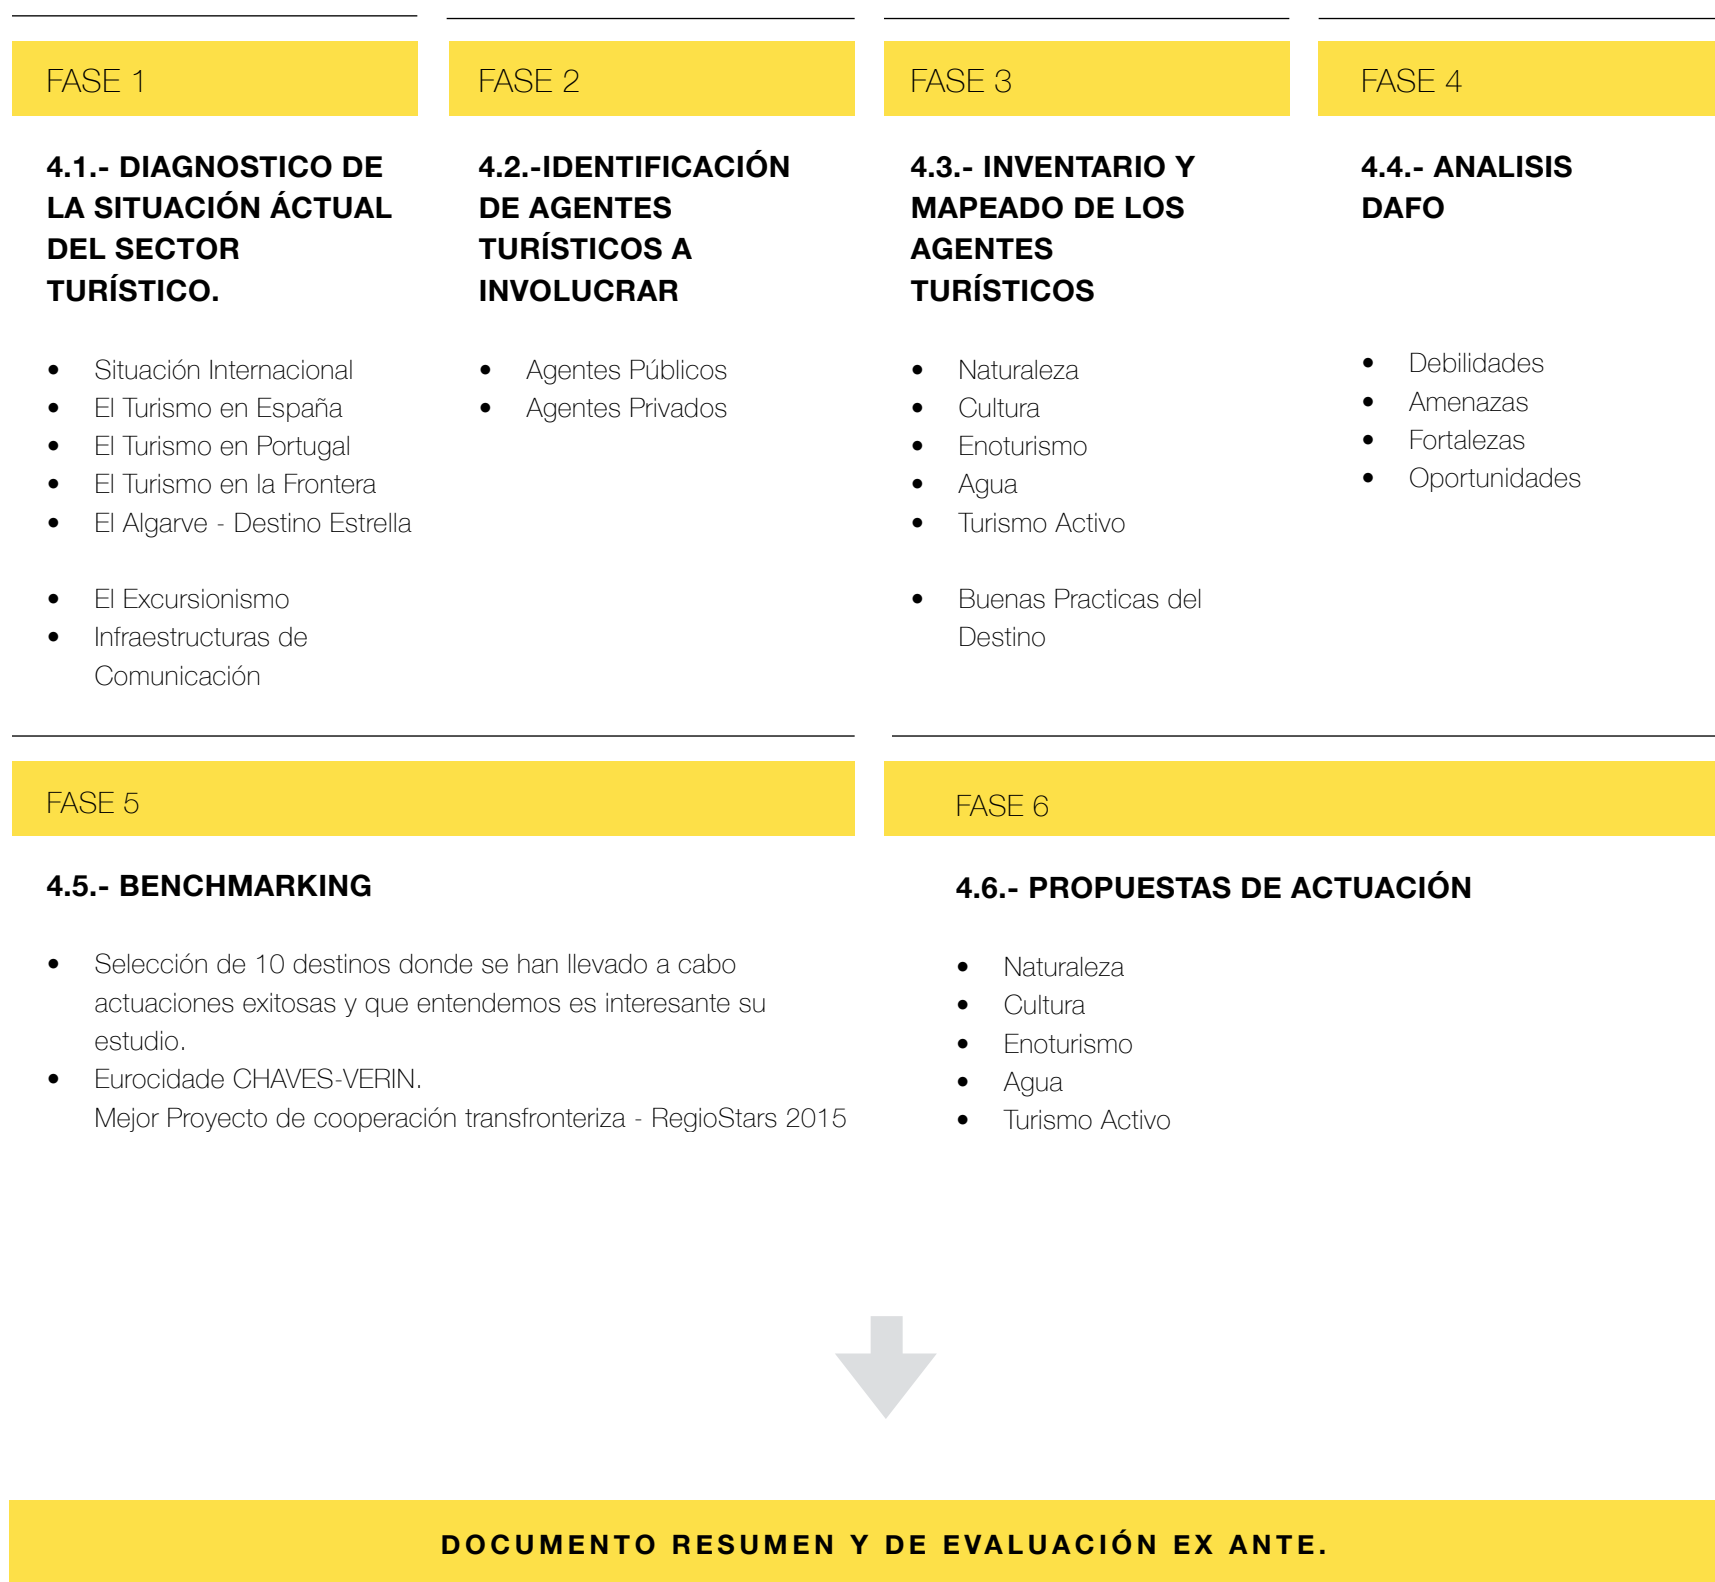 FASE 1
4.1.- DIAGNOSTICO DE
LA SITUACIÓN ÁCTUAL
DEL SECTOR
TURÍSTICO.
• Situación Internacional
• El Turismo en España
• El Turismo en Portugal
• El Turismo en la Frontera
• El Algarve - Destino Estrella
• El Excursionismo
• Infraestructuras de
Comunicación
FASE 2
4.2.-IDENTIFICACIÓN
DE AGENTES
TURÍSTICOS A
INVOLUCRAR
• Agentes Públicos
• Agentes Privados
FASE 3
4.3.- INVENTARIO Y
MAPEADO DE LOS
AGENTES
TURÍSTICOS
• Naturaleza
• Cultura
• Enoturismo
• Agua
• Turismo Activo
• Buenas Practicas del
Destino
FASE 4
4.4.- ANALISIS
DAFO
• Debilidades
• Amenazas
• Fortalezas
• Oportunidades
FASE 5
4.5.- BENCHMARKING
• Selección de 10 destinos donde se han llevado a cabo
actuaciones exitosas y que entendemos es interesante su
estudio.
• Eurocidade CHAVES-VERIN.
Mejor Proyecto de cooperación transfronteriza - RegioStars 2015
FASE 6
4.6.- PROPUESTAS DE ACTUACIÓN
• Naturaleza
• Cultura
• Enoturismo
• Agua
• Turismo Activo
DOCUMENTO RESUMEN Y DE EVALUACIÓN EX ANTE.